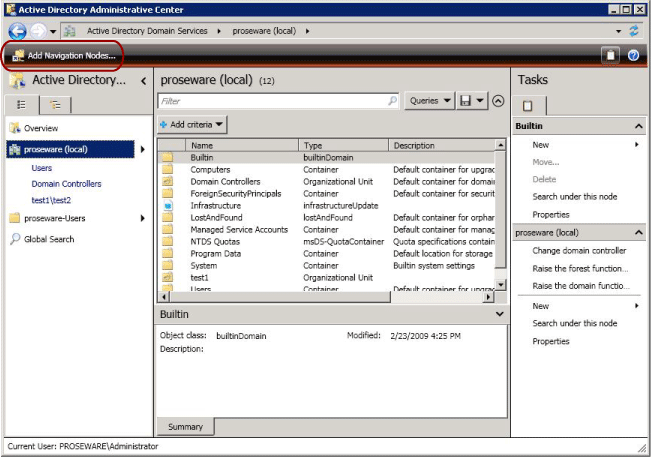 Active Directory Administrative Center
Active Directory Domain Services proseware (local)
Add Navigation Nodes...
Active Directory...
Overview
proseware (local)
Users
Domain Controllers
test1\test2
proseware-Users
Global Search
proseware (local) (12)
Filter Queries
Add criteria
Name Type Description
Builtin builtinDomain
Computers Container Default container for upgrac
Domain Controllers Organizational Unit Default container for domai
ForeignSecurityPrincipals Container Default container for securit
Infrastructure infrastructureUpdate
LostAndFound lostAndFound Default container for orphar
Managed Service Accounts Container Default container for manag
NTDS Quotas msDS-QuotaContainer Quota specifications contain
Program Data Container Default location for storage
System Container Builtin system settings
test1 Organizational Unit
Users Container Default container for upgrac
Builtin
Object class: builtinDomain Modified: 2/23/2009 4:25 PM
Description:
Summary
Tasks
Builtin
New
Move...
Delete
Search under this node
Properties
proseware (local)
Change domain controller
Raise the forest function...
Raise the domain functio...
New
Search under this node
Properties
Current User: PROSEWARE\Administrator